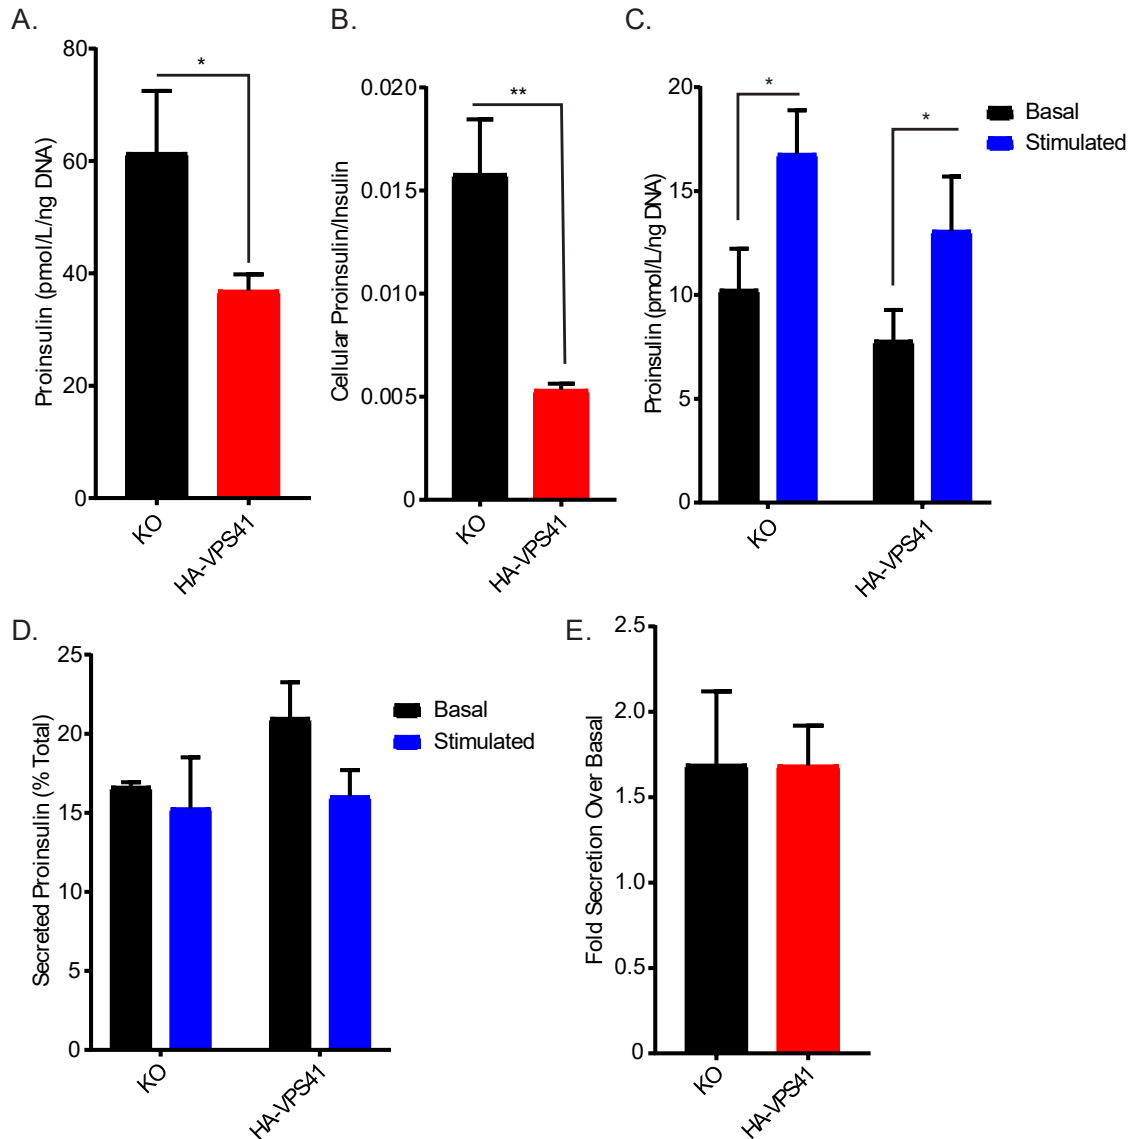 A.
Proinsulin (pmol/L/ng DNA)
80
60
40
20
0
*
KO
HA-VPS41
B.
Cellular Proinsulin/Insulin
0.020
0.015
0.010
0.005
0
**
KO
HA-VPS41
C.
Proinsulin (pmol/L/ng DNA)
20
15
10
5
0
*
*
Basal
Stimulated
KO
HA-VPS41
D.
Secreted Proinsulin (% Total)
25
20
15
10
5
0
Basal
Stimulated
KO
HA-VPS41
E.
Fold Secretion Over Basal
2.5
2.0
1.5
1.0
0.5
0
KO
HA-VPS41